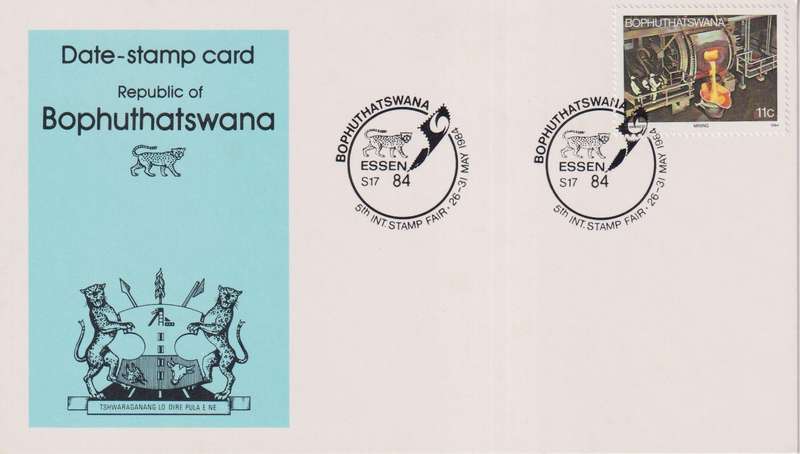 Date-stamp card
Republic of
Bophuthatswana
TSHWARAGANANG LO DIRE PULA E NE
BOPHUTHATSWANA
ESSEN
S17 84
5th INT. STAMP FAIR · 26-31 MAY 1984
BOPHUTHATSWANA
ESSEN
S17 84
5th INT. STAMP FAIR · 26-31 MAY 1984
BOPHUTHATSWANA
11c
MINING
1984